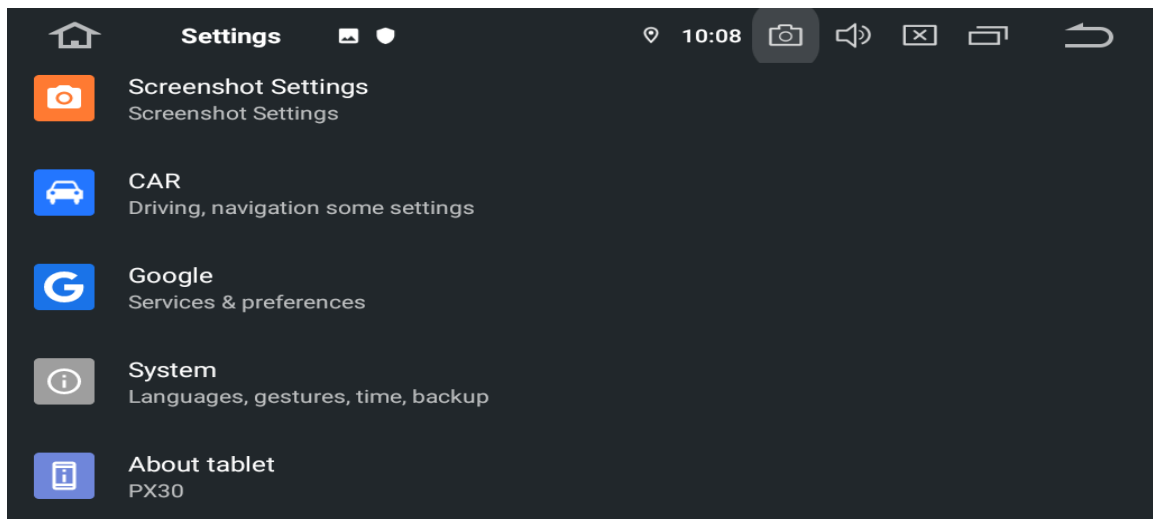 Settings 10:08
Screenshot Settings
Screenshot Settings
CAR
Driving, navigation some settings
Google
Services & preferences
System
Languages, gestures, time, backup
About tablet
PX30